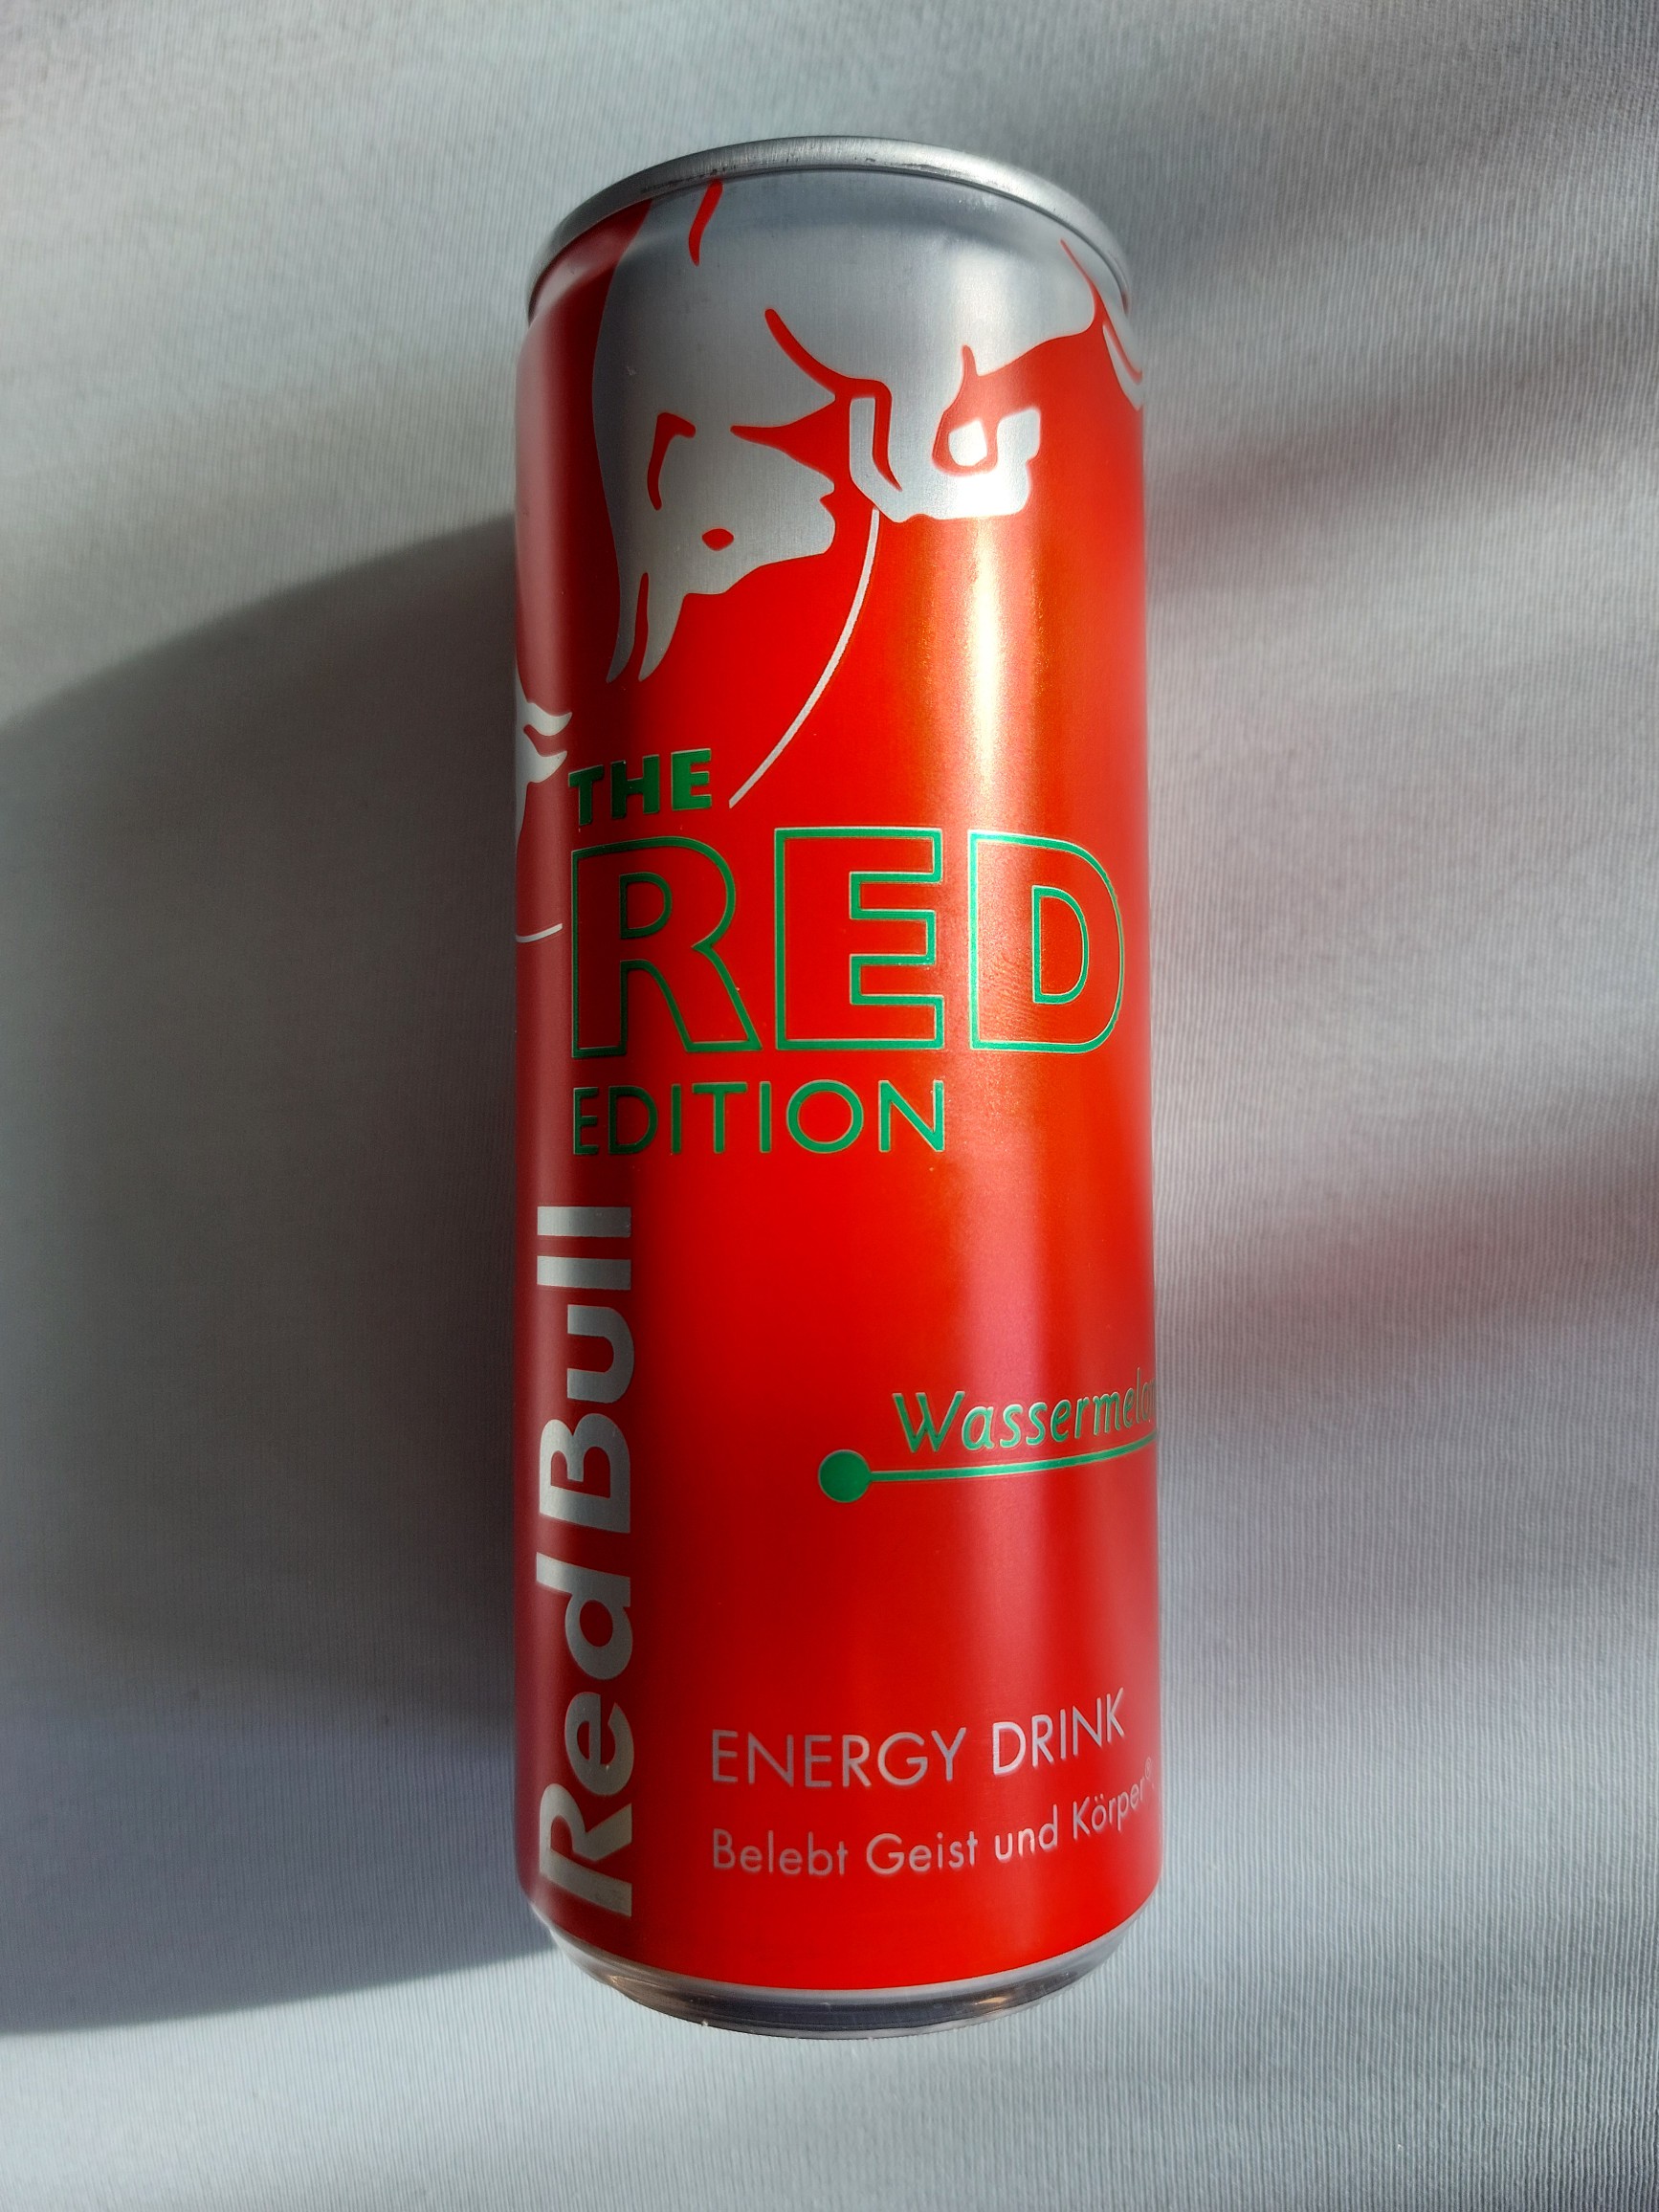 THE
RED
EDITION
Red Bull
ENERGY DRINK
Belebt Geist und Körper®